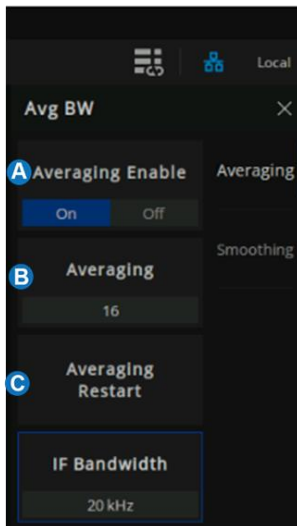 Local
Avg BW
A
Averaging Enable
Averaging
On
Off
Smoothing
B
Averaging
16
C
Averaging
Restart
IF Bandwidth
20 kHz